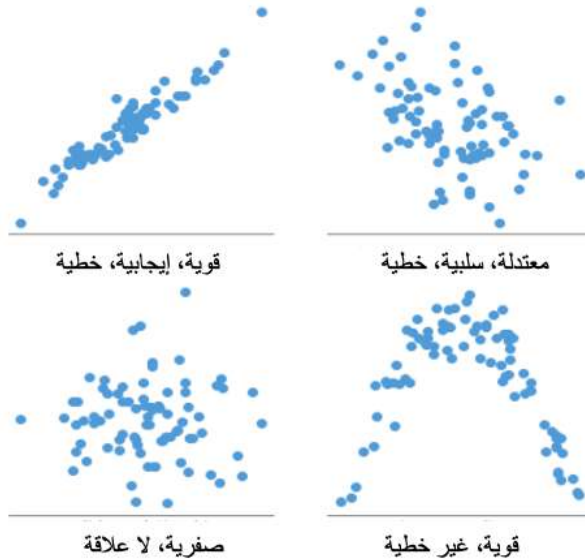 قوية، إيجابية، خطية
معتدلة، سلبية، خطية
صفرية، لا علاقة
قوية، غير خطية